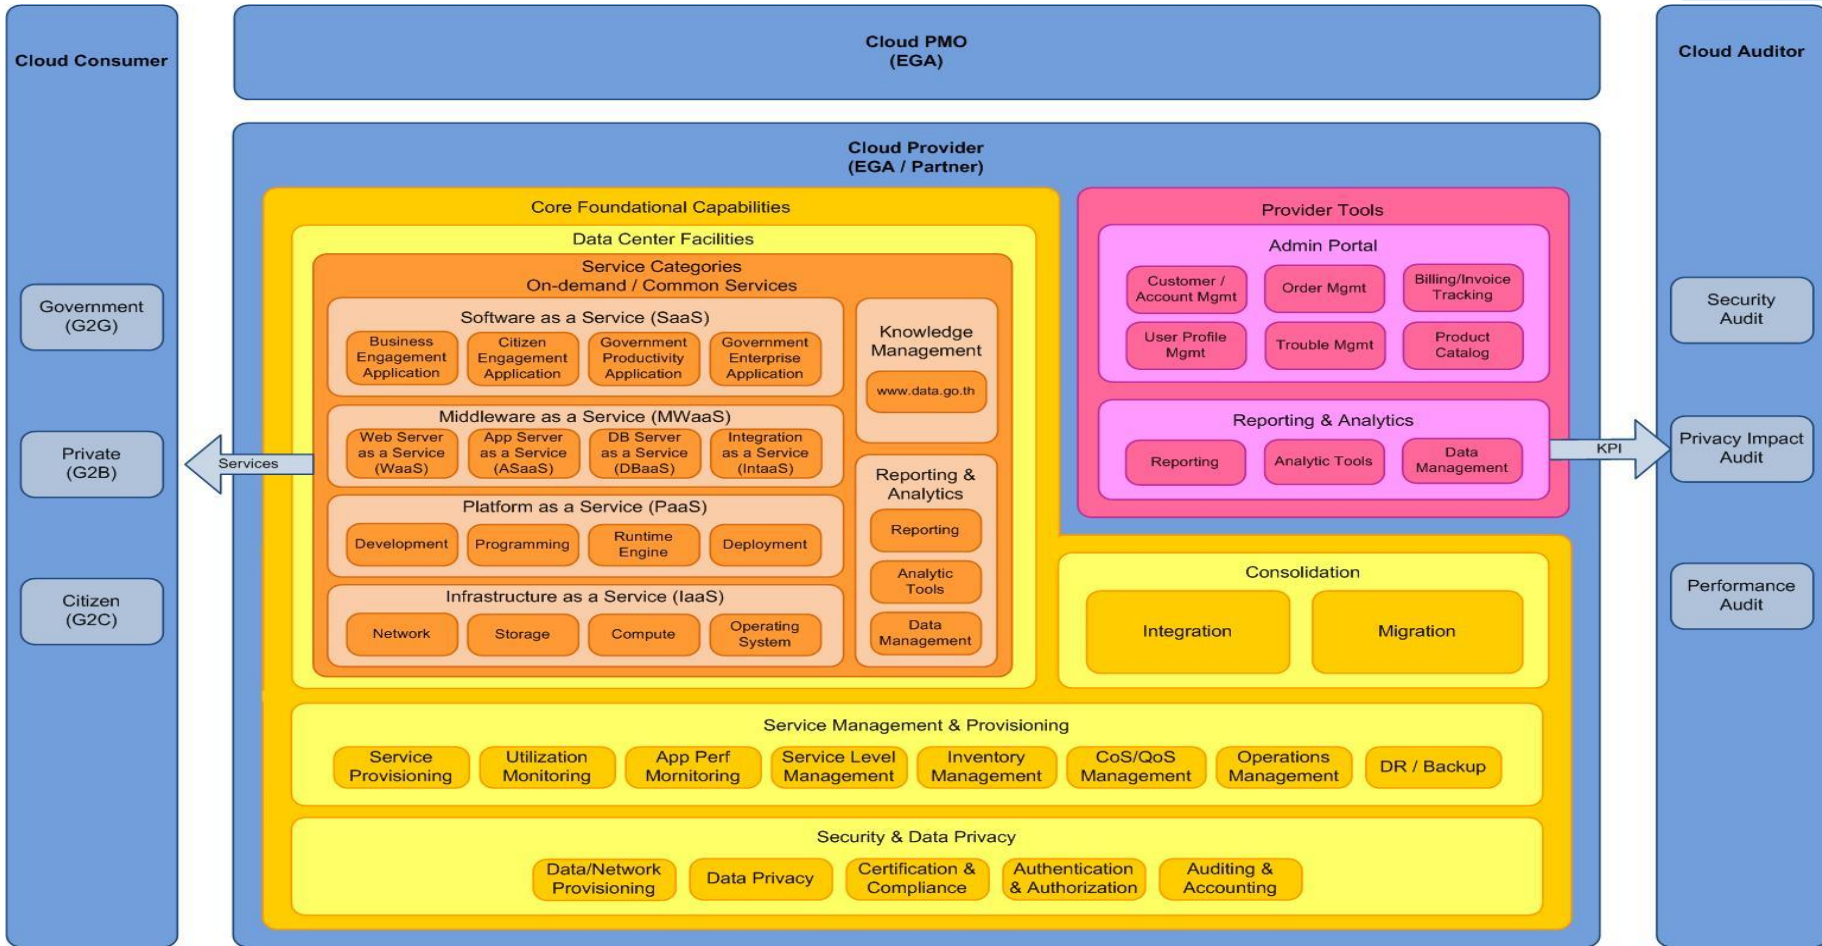 Cloud Consumer
Government
(G2G)
Private
(G2B)
Citizen
(G2C)
Cloud PMO
(EGA)
Cloud Provider
(EGA / Partner)
Core Foundational Capabilities
Data Center Facilities
Service Categories
On-demand / Common Services
Software as a Service (SaaS)
Business
Engagement
Application
Citizen
Engagement
Application
Government
Productivity
Application
Government
Enterprise
Application
Middleware as a Service (MWaaS)
Web Server
as a Service
(WaaS)
App Server
as a Service
(ASaaS)
DB Server
as a Service
(DBaaS)
Integration
as a Service
(IntaaS)
Platform as a Service (PaaS)
Development
Programming
Runtime
Engine
Deployment
Infrastructure as a Service (IaaS)
Network
Storage
Compute
Operating
System
Knowledge
Management
www.data.go.th
Reporting &
Analytics
Reporting
Analytic
Tools
Data
Management
Services
Provider Tools
Admin Portal
Customer /
Account Mgmt
Order Mgmt
Billing/Invoice
Tracking
User Profile
Mgmt
Trouble Mgmt
Product
Catalog
Reporting & Analytics
Reporting
Analytic Tools
Data
Management
KPI
Consolidation
Integration
Migration
Service Management & Provisioning
Service
Provisioning
Utilization
Monitoring
App Perf
Mornitoring
Service Level
Management
Inventory
Management
CoS/QoS
Management
Operations
Management
DR / Backup
Security & Data Privacy
Data/Network
Provisioning
Data Privacy
Certification &
Compliance
Authentication
& Authorization
Auditing &
Accounting
Cloud Auditor
Security
Audit
Privacy Impact
Audit
Performance
Audit